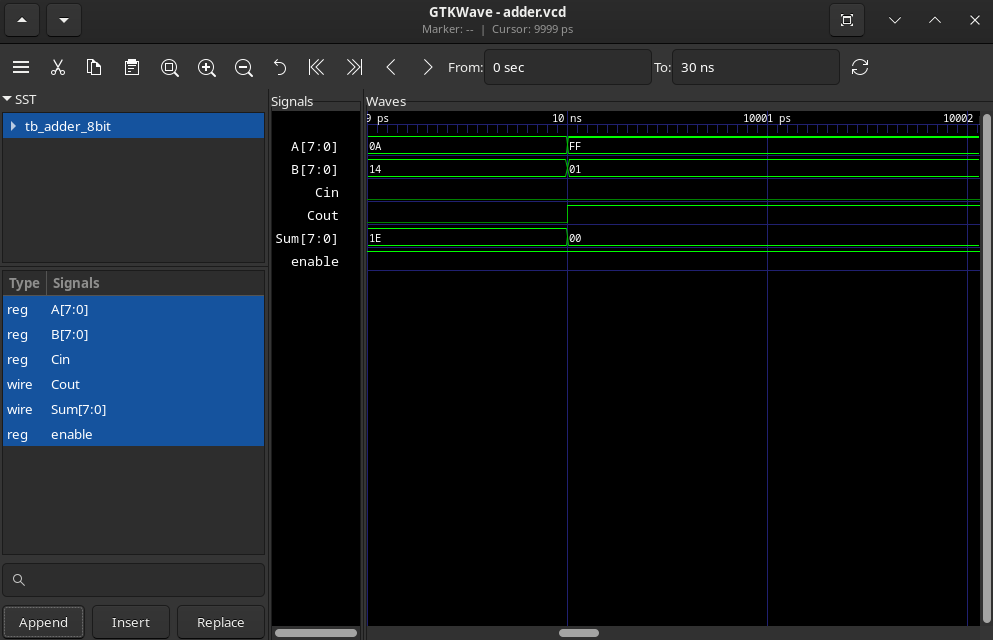 GTKWave - adder.vcd
Marker: -- | Cursor: 9999 ps
From: 0 sec To: 30 ns
SST
tb_adder_8bit
Type Signals
reg A[7:0]
reg B[7:0]
reg Cin
wire Cout
wire Sum[7:0]
reg enable
Append Insert Replace
Signals
A[7:0]
B[7:0]
Cin
Cout
Sum[7:0]
enable
Waves
9 ps 10 ns 10001 ps 10002
0A FF
14 01
1E 00